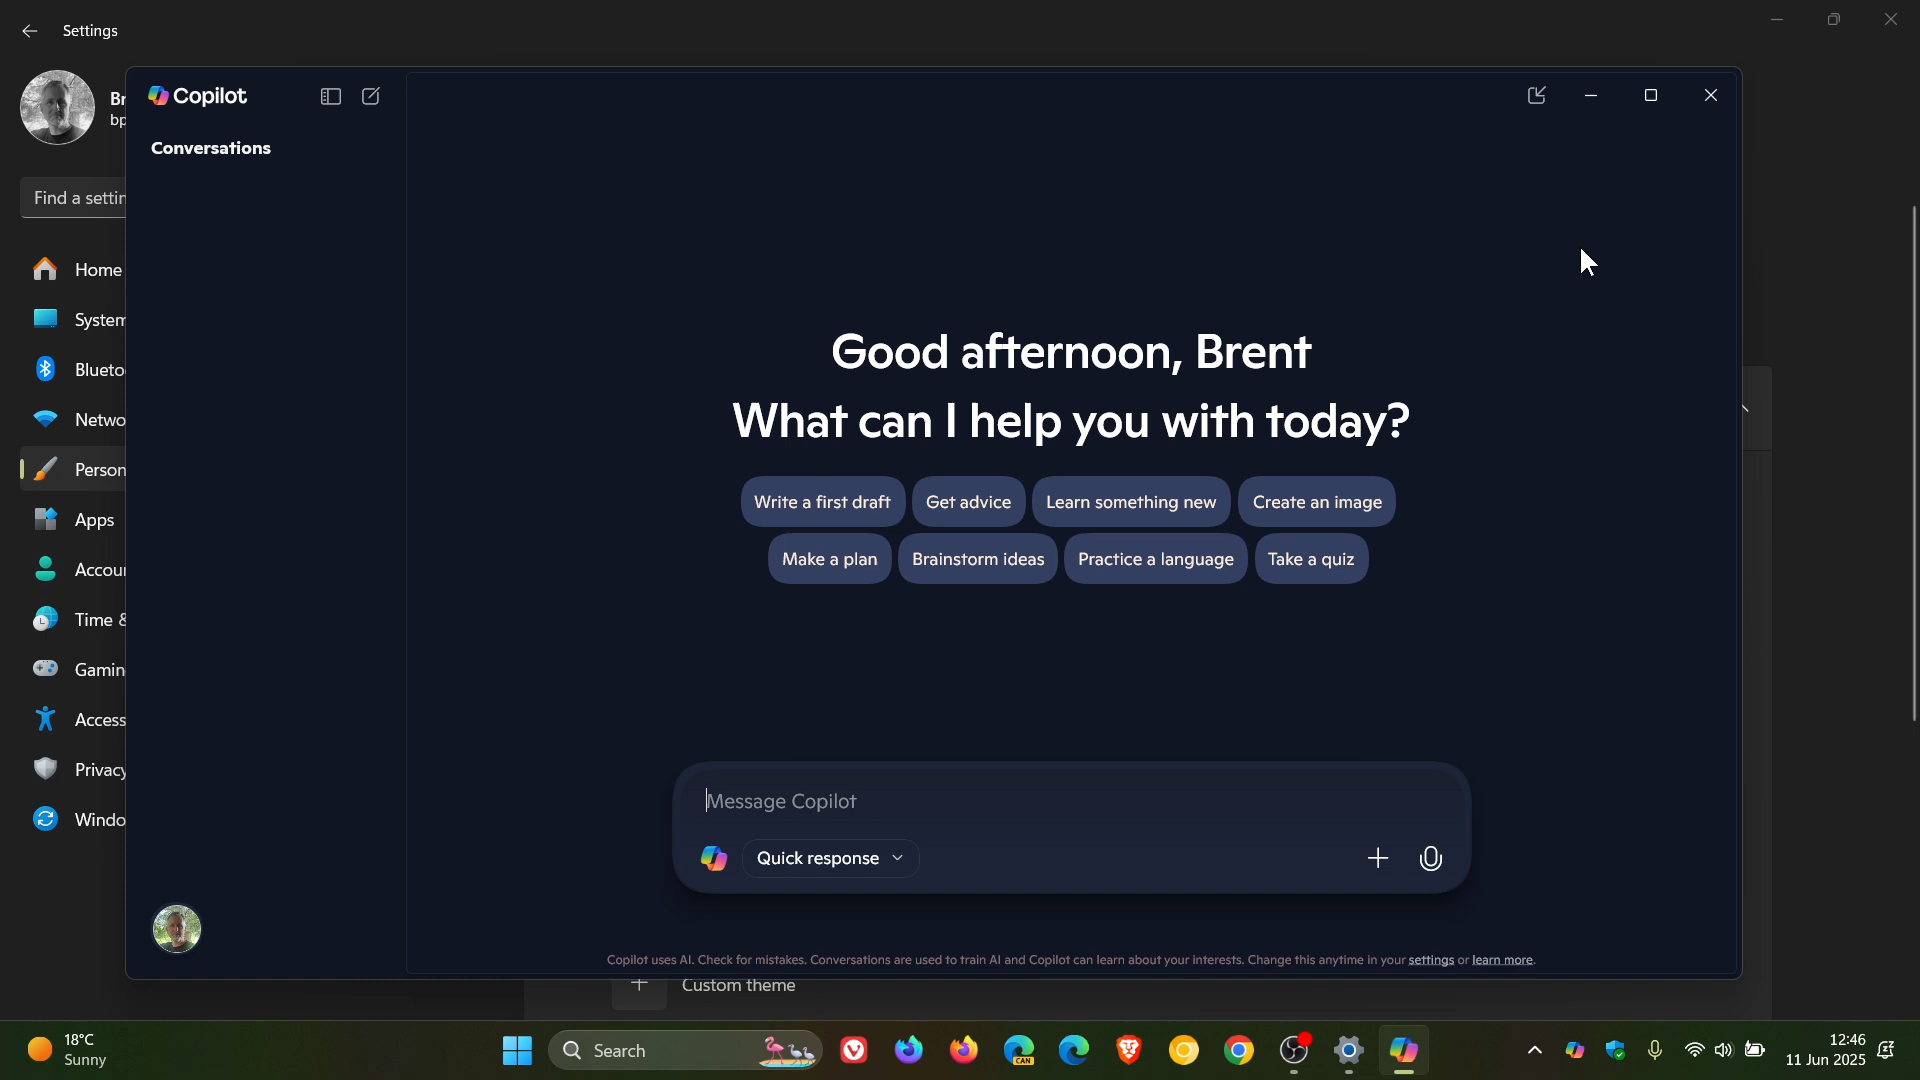 Settings
Br
bp
Find a settin
Home
System
Blueto
Netwo
Person
Apps
Accour
Time &
Gamin
Access
Privacy
Windo
Copilot
Conversations
Good afternoon, Brent
What can I help you with today?
Write a first draft
Get advice
Learn something new
Create an image
Make a plan
Brainstorm ideas
Practice a language
Take a quiz
Message Copilot
Quick response
Copilot uses AI. Check for mistakes. Conversations are used to train AI and Copilot can learn about your interests. Change this anytime in your settings or learn more.
Custom theme
18°C
Sunny
Search
CAN
12:46
11 Jun 2025